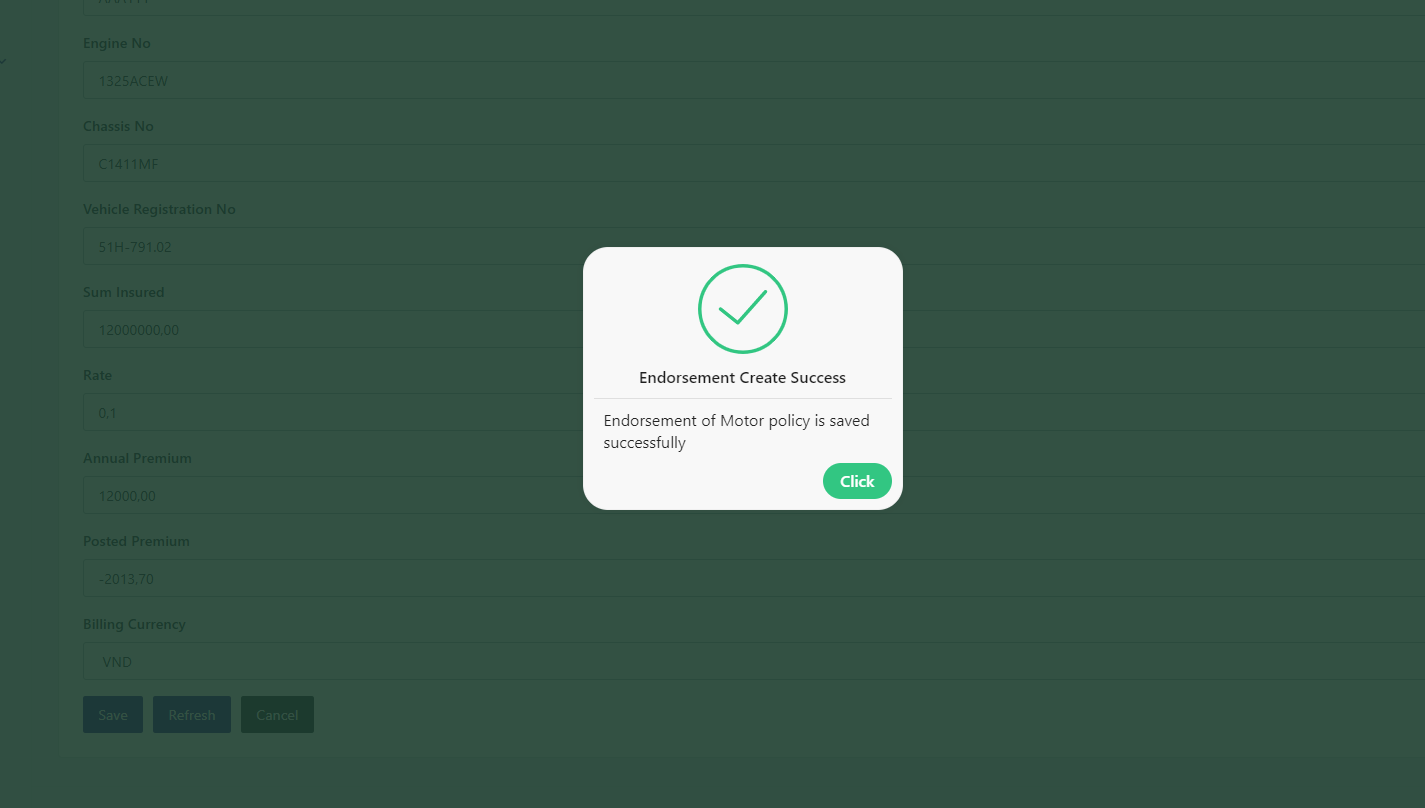 Engine No
1325ACEW
Chassis No
C1411MF
Vehicle Registration No
51H-791.02
Sum Insured
12000000.00
Rate
0.1
Annual Premium
12000.00
Posted Premium
-2013.70
Billing Currency
VND
Save Refresh Cancel
Endorsement Create Success
Endorsement of Motor policy is saved
successfully
Click